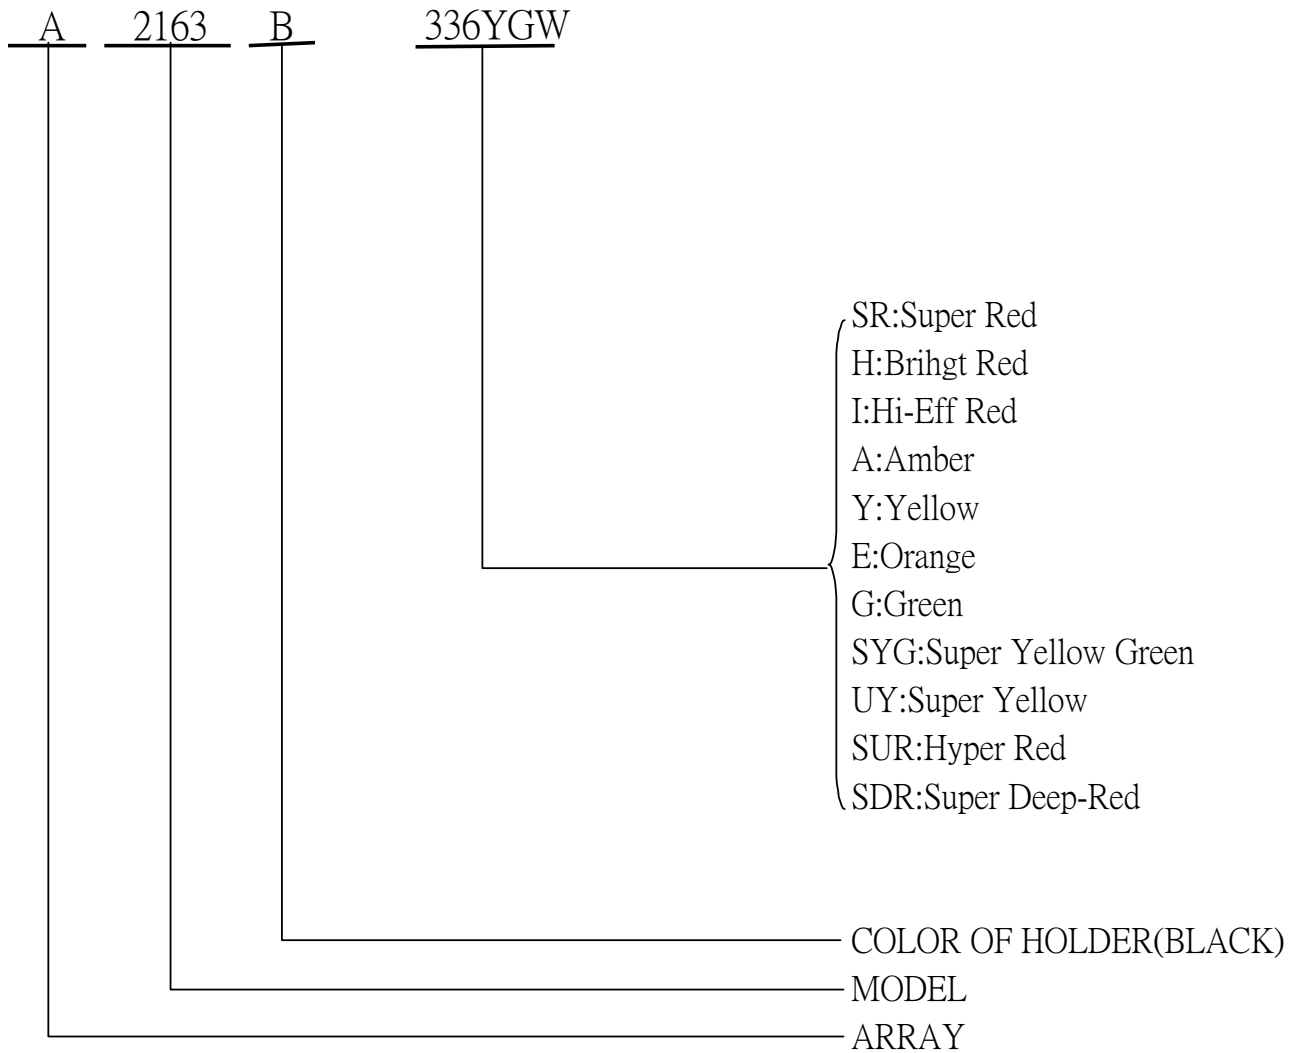 A 2163 B 336YGW
SR:Super Red
H:Brihgt Red
I:Hi-Eff Red
A:Amber
Y:Yellow
E:Orange
G:Green
SYG:Super Yellow Green
UY:Super Yellow
SUR:Hyper Red
SDR:Super Deep-Red
COLOR OF HOLDER(BLACK)
MODEL
ARRAY